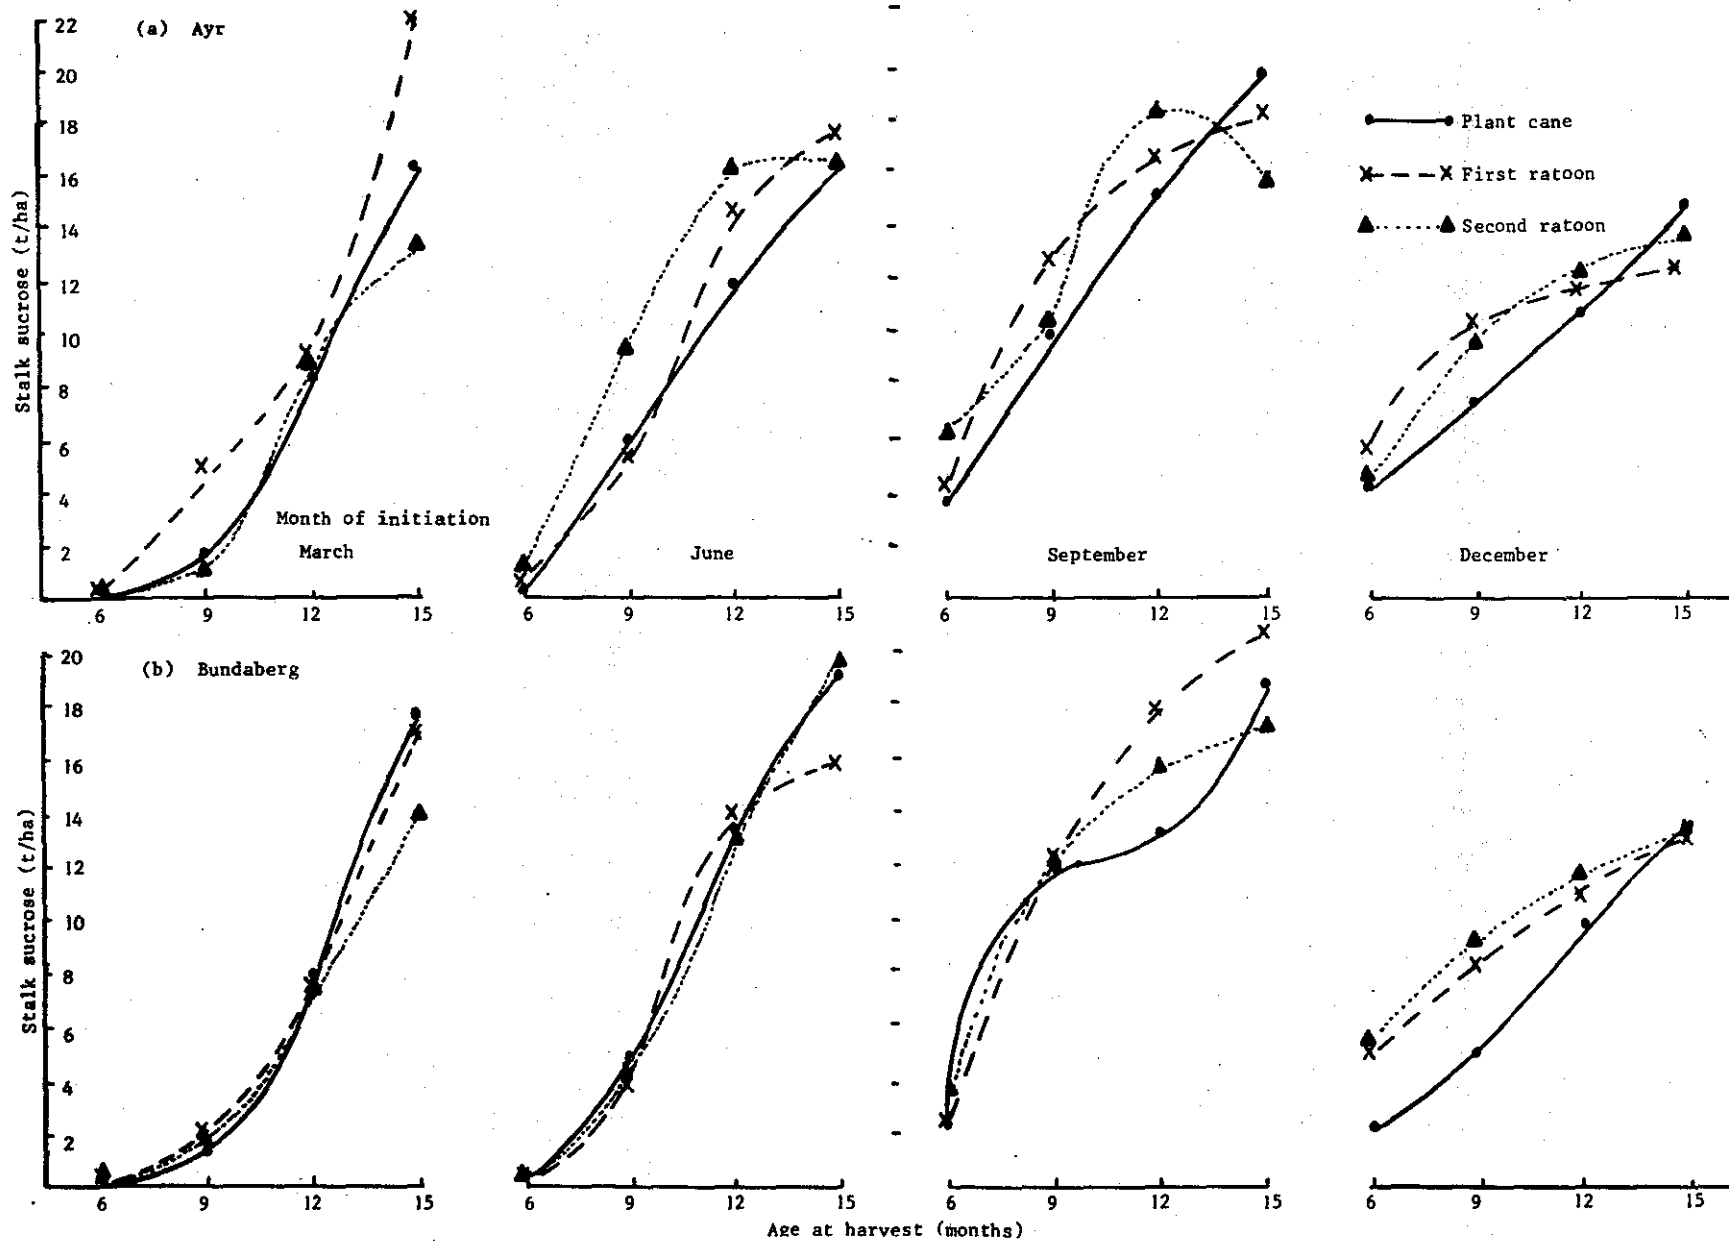 (a) Ayr
Stalk sucrose (t/ha)
22
20
18
16
14
12
10
8
6
4
2
Plant cane
First ratoon
Second ratoon
Month of initiation
March
June
September
December
6 9 12 15
6 9 12 15
6 9 12 15
6 9 12 15
(b) Bundaberg
Stalk sucrose (t/ha)
20
18
16
14
12
10
8
6
4
2
6 9 12 15
6 9 12 15
6 9 12 15
6 9 12 15
Age at harvest (months)